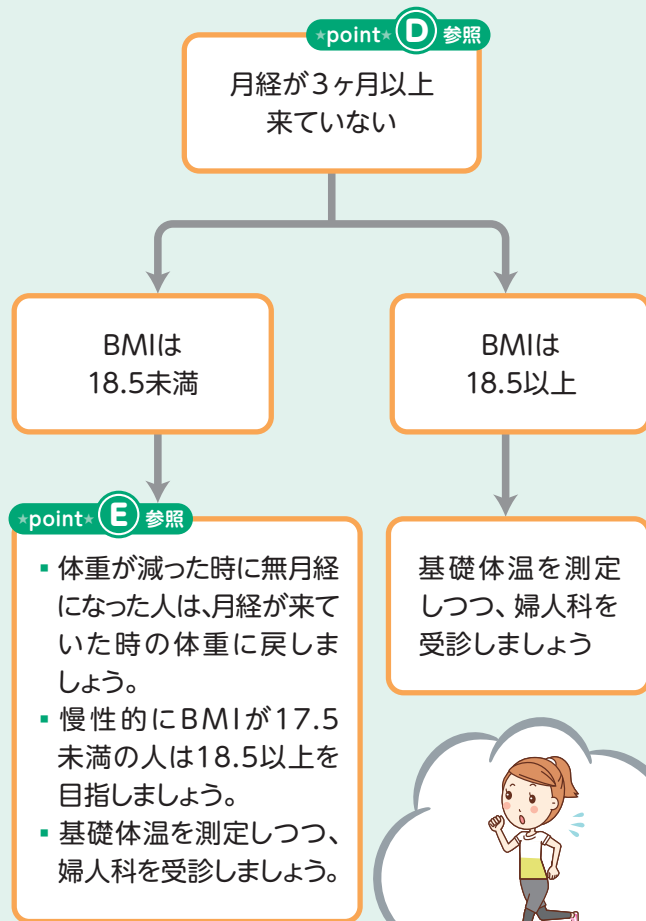 ★point★ D 参照
月経が3ヶ月以上
来ていない
BMIは
18.5未満
BMIは
18.5以上
★point★ E 参照
▪ 体重が減った時に無月経
になった人は、月経が来て
いた時の体重に戻しま
しょう。
▪ 慢性的にBMIが17.5
未満の人は18.5以上を
目指しましょう。
▪ 基礎体温を測定しつつ、
婦人科を受診しましょう。
基礎体温を測定
しつつ、婦人科を
受診しましょう